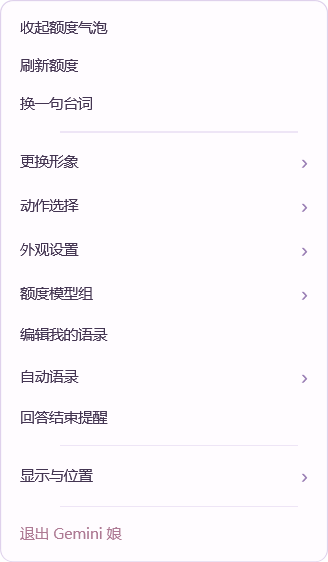 收起额度气泡
刷新额度
换一句台词
更换形象
动作选择
外观设置
额度模型组
编辑我的语录
自动语录
回答结束提醒
显示与位置
退出 Gemini 娘